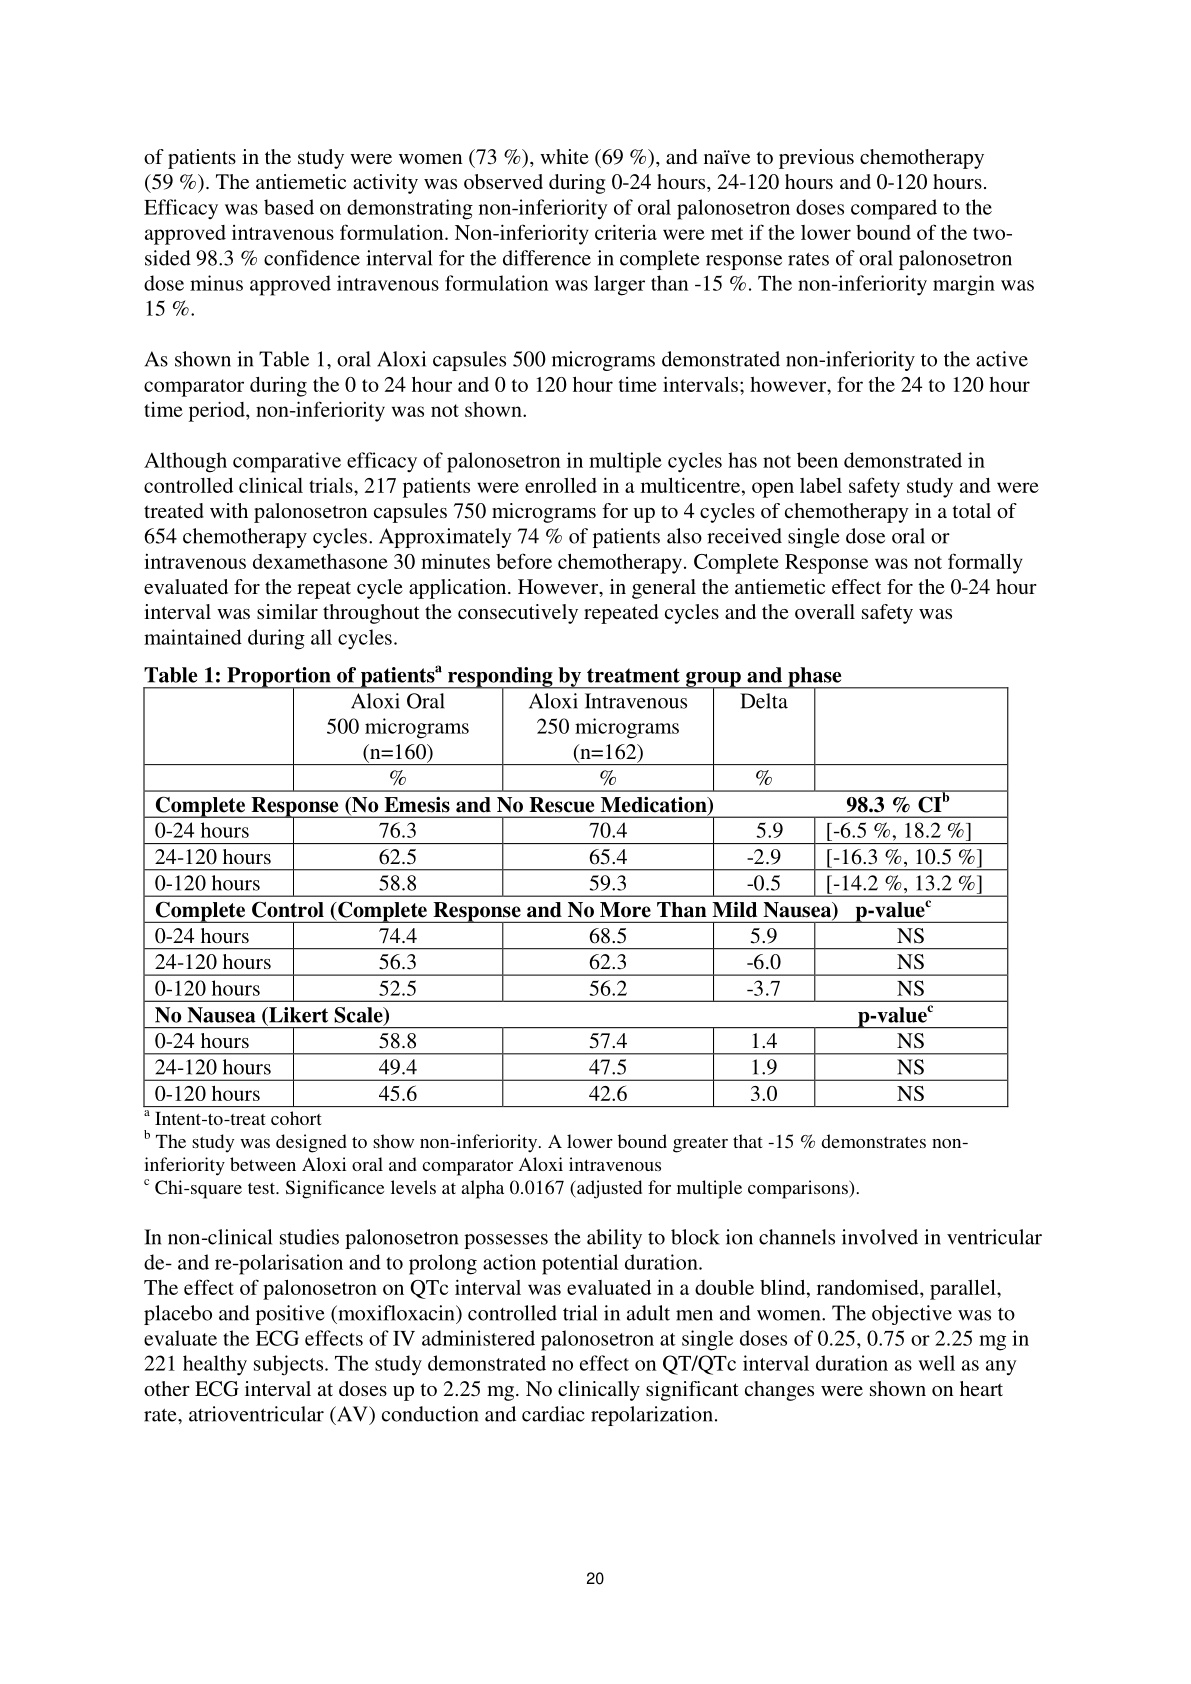 of patients in the study were women (73 %), white (69 %), and naïve to previous chemotherapy
(59 %). The antiemetic activity was observed during 0-24 hours, 24-120 hours and 0-120 hours.
Efficacy was based on demonstrating non-inferiority of oral palonosetron doses compared to the
approved intravenous formulation. Non-inferiority criteria were met if the lower bound of the two-
sided 98.3 % confidence interval for the difference in complete response rates of oral palonosetron
dose minus approved intravenous formulation was larger than -15 %. The non-inferiority margin was
15 %.
As shown in Table 1, oral Aloxi capsules 500 micrograms demonstrated non-inferiority to the active
comparator during the 0 to 24 hour and 0 to 120 hour time intervals; however, for the 24 to 120 hour
time period, non-inferiority was not shown.
Although comparative efficacy of palonosetron in multiple cycles has not been demonstrated in
controlled clinical trials, 217 patients were enrolled in a multicentre, open label safety study and were
treated with palonosetron capsules 750 micrograms for up to 4 cycles of chemotherapy in a total of
654 chemotherapy cycles. Approximately 74 % of patients also received single dose oral or
intravenous dexamethasone 30 minutes before chemotherapy. Complete Response was not formally
evaluated for the repeat cycle application. However, in general the antiemetic effect for the 0-24 hour
interval was similar throughout the consecutively repeated cycles and the overall safety was
maintained during all cycles.
Table 1: Proportion of patientsᵃ responding by treatment group and phase
Aloxi Oral Aloxi Intravenous Delta
500 micrograms 250 micrograms
(n=160) (n=162)
% % %
Complete Response (No Emesis and No Rescue Medication) 98.3 % CIᵇ
0-24 hours 76.3 70.4 5.9 [-6.5 %, 18.2 %]
24-120 hours 62.5 65.4 -2.9 [-16.3 %, 10.5 %]
0-120 hours 58.8 59.3 -0.5 [-14.2 %, 13.2 %]
Complete Control (Complete Response and No More Than Mild Nausea) p-valueᶜ
0-24 hours 74.4 68.5 5.9 NS
24-120 hours 56.3 62.3 -6.0 NS
0-120 hours 52.5 56.2 -3.7 NS
No Nausea (Likert Scale) p-valueᶜ
0-24 hours 58.8 57.4 1.4 NS
24-120 hours 49.4 47.5 1.9 NS
0-120 hours 45.6 42.6 3.0 NS
ᵃ Intent-to-treat cohort
ᵇ The study was designed to show non-inferiority. A lower bound greater that -15 % demonstrates non-
inferiority between Aloxi oral and comparator Aloxi intravenous
ᶜ Chi-square test. Significance levels at alpha 0.0167 (adjusted for multiple comparisons).
In non-clinical studies palonosetron possesses the ability to block ion channels involved in ventricular
de- and re-polarisation and to prolong action potential duration.
The effect of palonosetron on QTc interval was evaluated in a double blind, randomised, parallel,
placebo and positive (moxifloxacin) controlled trial in adult men and women. The objective was to
evaluate the ECG effects of IV administered palonosetron at single doses of 0.25, 0.75 or 2.25 mg in
221 healthy subjects. The study demonstrated no effect on QT/QTc interval duration as well as any
other ECG interval at doses up to 2.25 mg. No clinically significant changes were shown on heart
rate, atrioventricular (AV) conduction and cardiac repolarization.
20